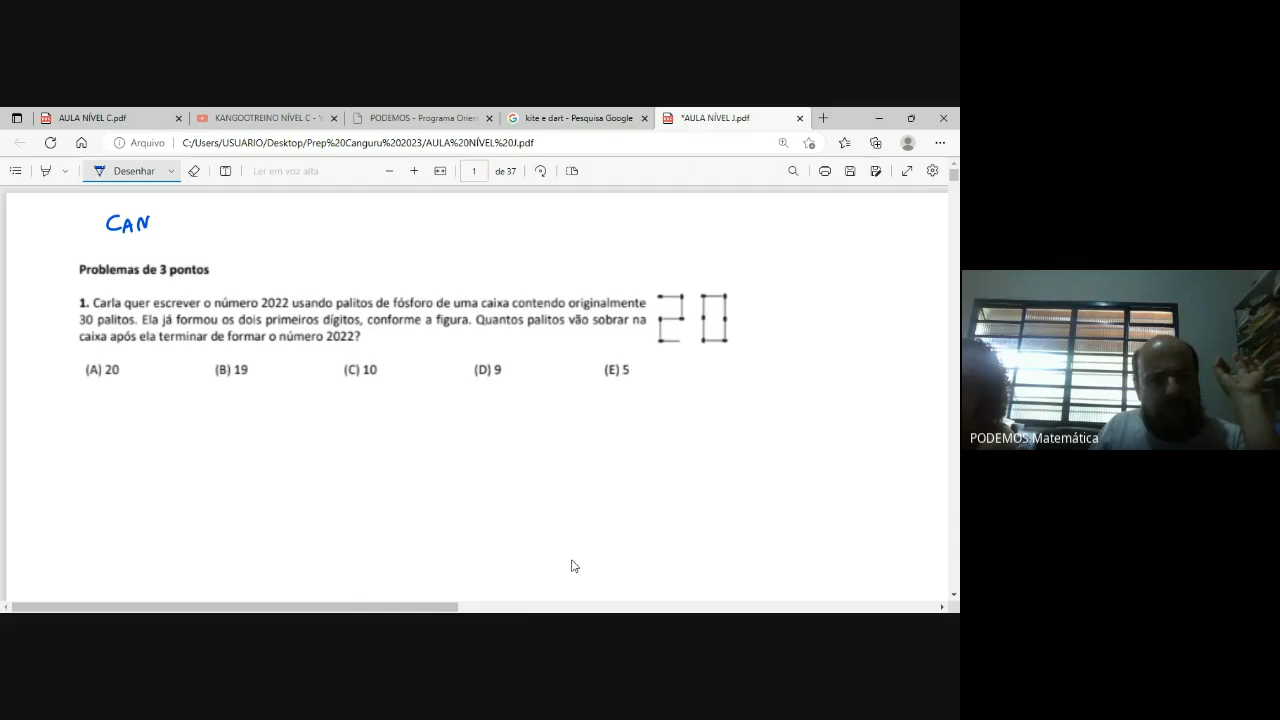 AULA NÍVEL C.pdf
KANGOOTREINO NÍVEL C - Y
PODEMOS - Programa Orien
kite e dart - Pesquisa Google
*AULA NÍVEL J.pdf
Arquivo
C:/Users/USUARIO/Desktop/Prep%20Canguru%202023/AULA%20NÍVEL%20J.pdf
Desenhar
Ler em voz alta
1 de 37
CAN
Problemas de 3 pontos
1. Carla quer escrever o número 2022 usando palitos de fósforo de uma caixa contendo originalmente
30 palitos. Ela já formou os dois primeiros dígitos, conforme a figura. Quantos palitos vão sobrar na
caixa após ela terminar de formar o número 2022?
20
(A) 20 (B) 19 (C) 10 (D) 9 (E) 5
PODEMOS Matemática